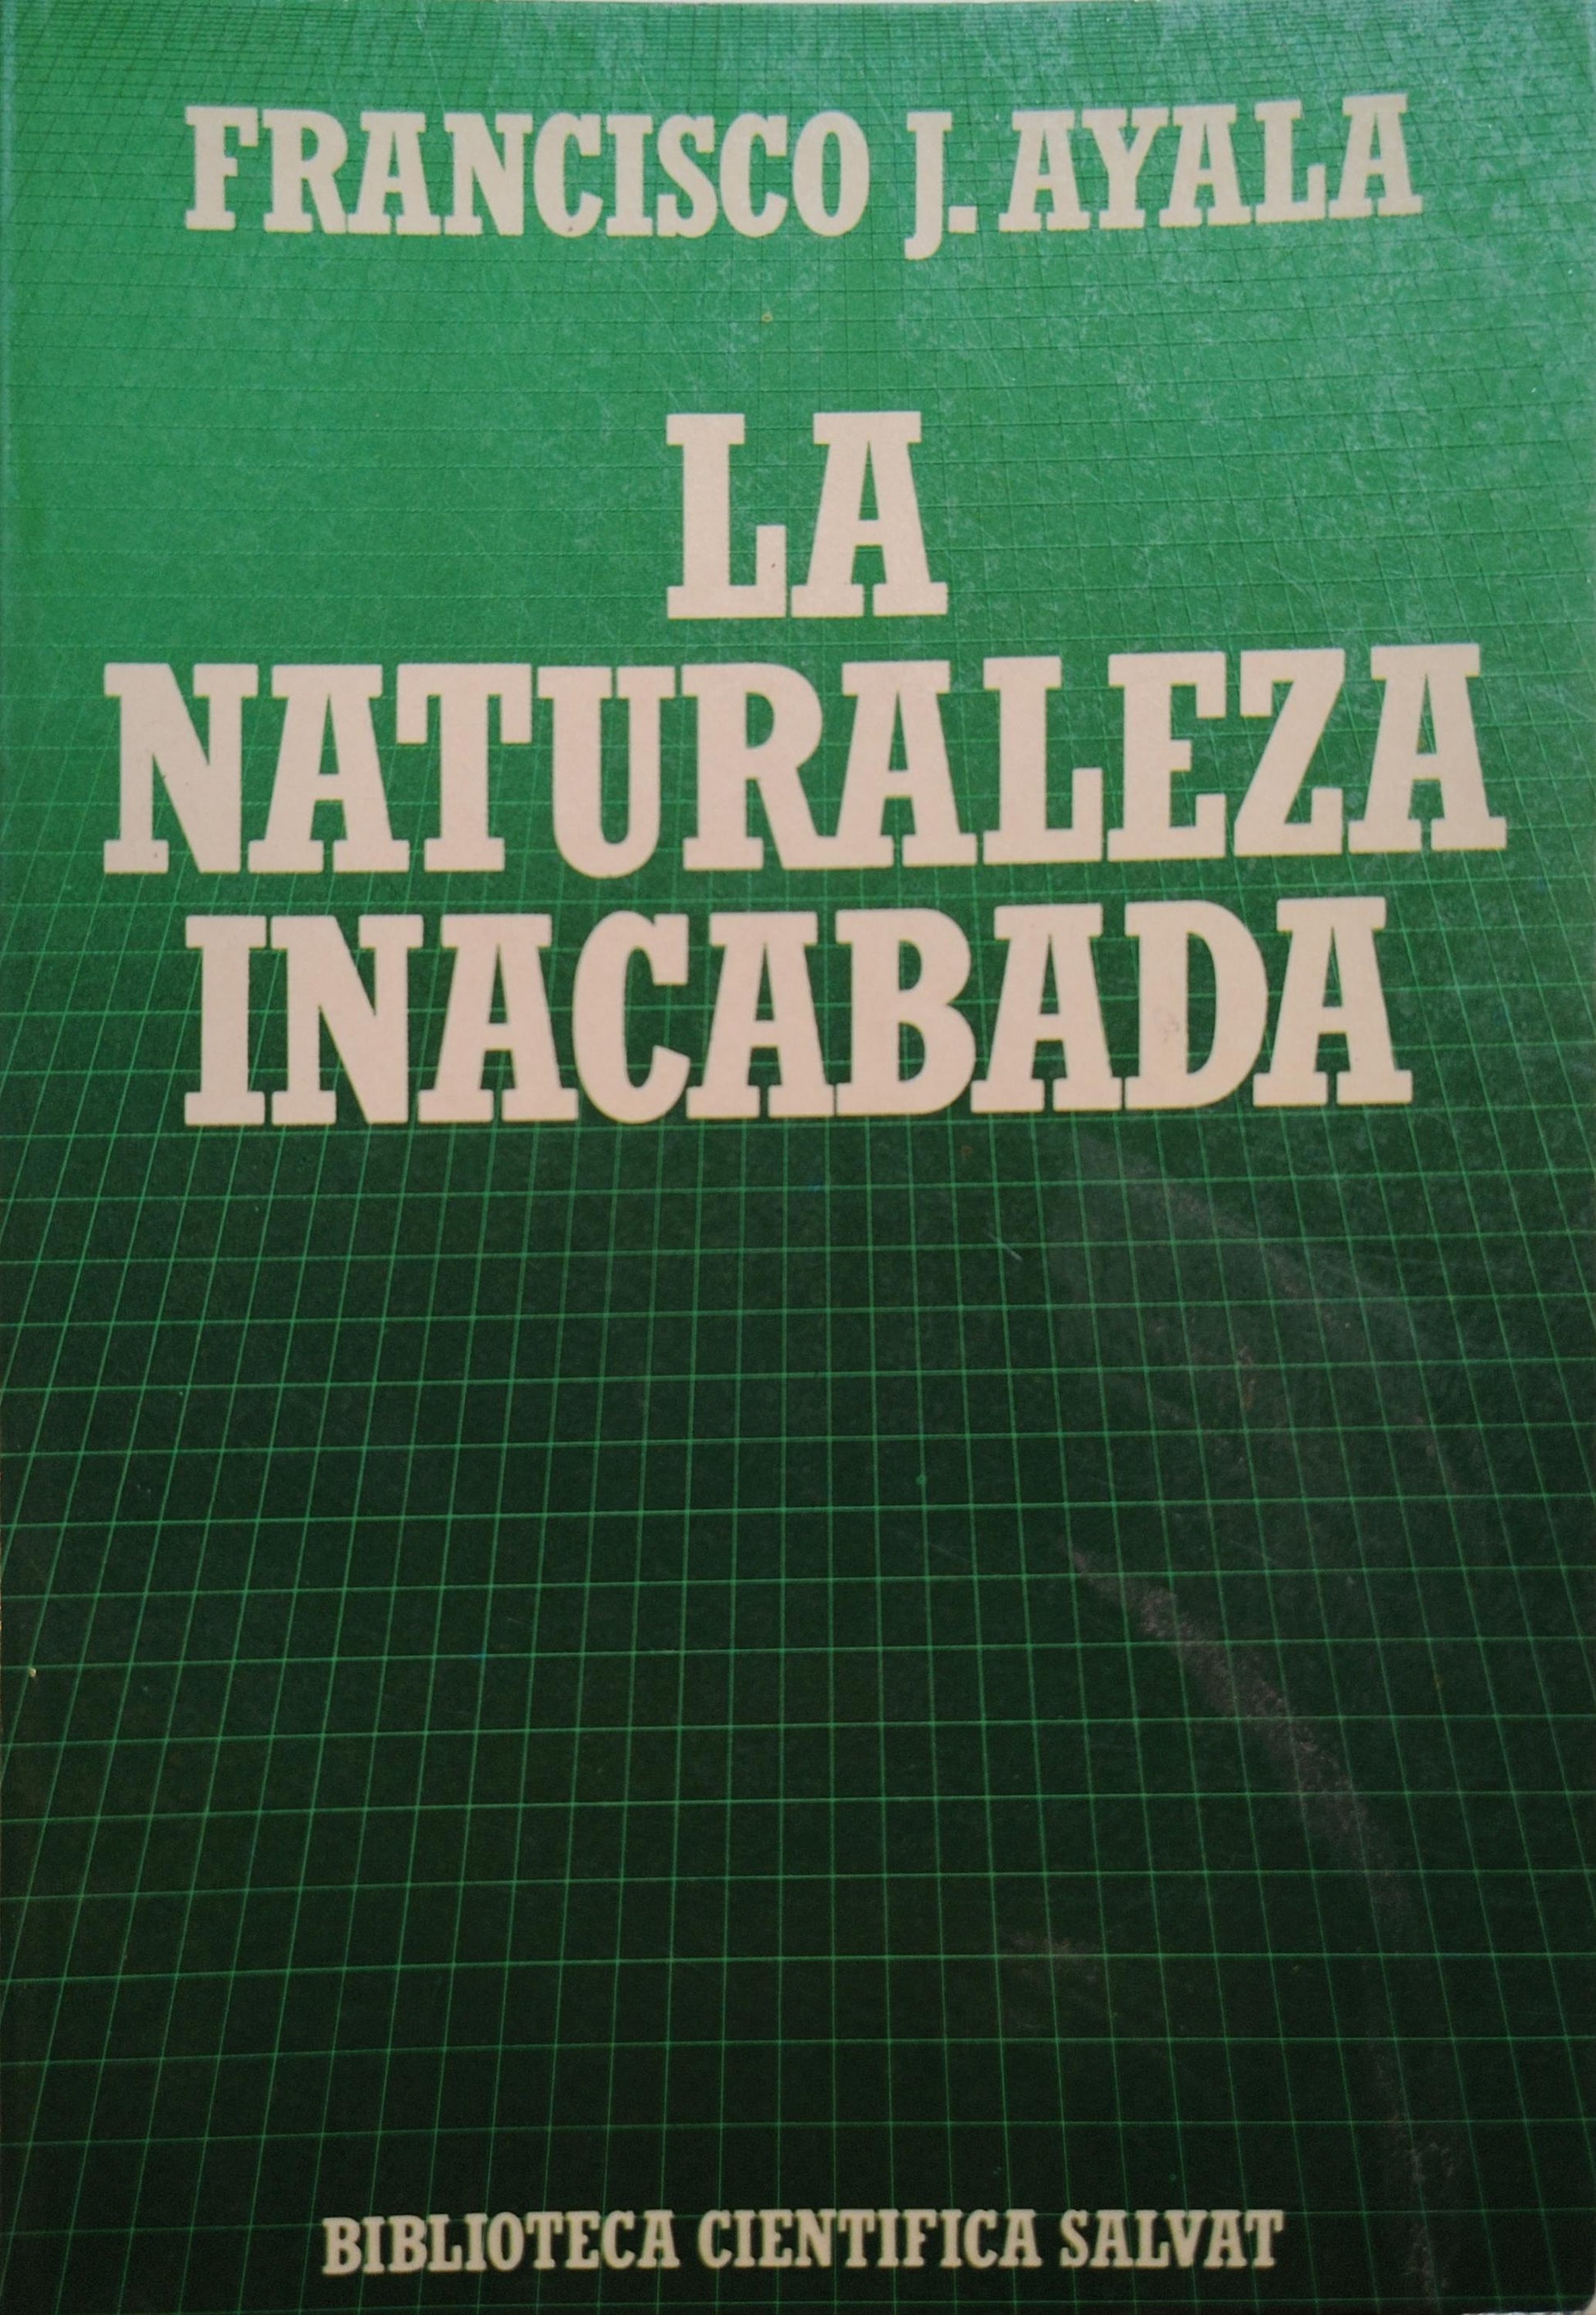 FRANCISCO J. AYALA
LA
NATURALEZA
INACABADA
BIBLIOTECA CIENTIFICA SALVAT